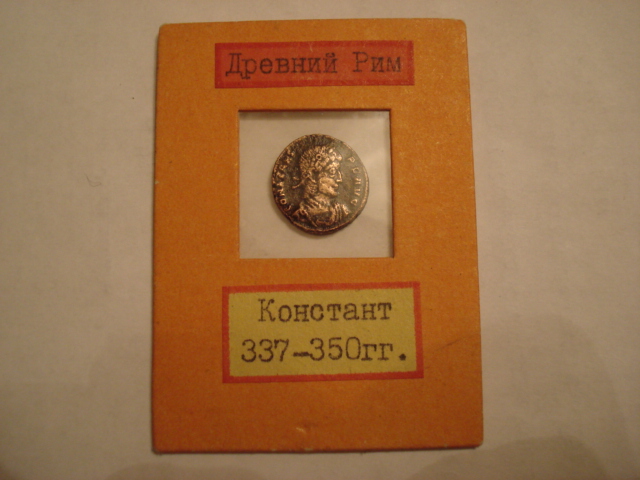 Древний Рим
Констант
337-350гг.